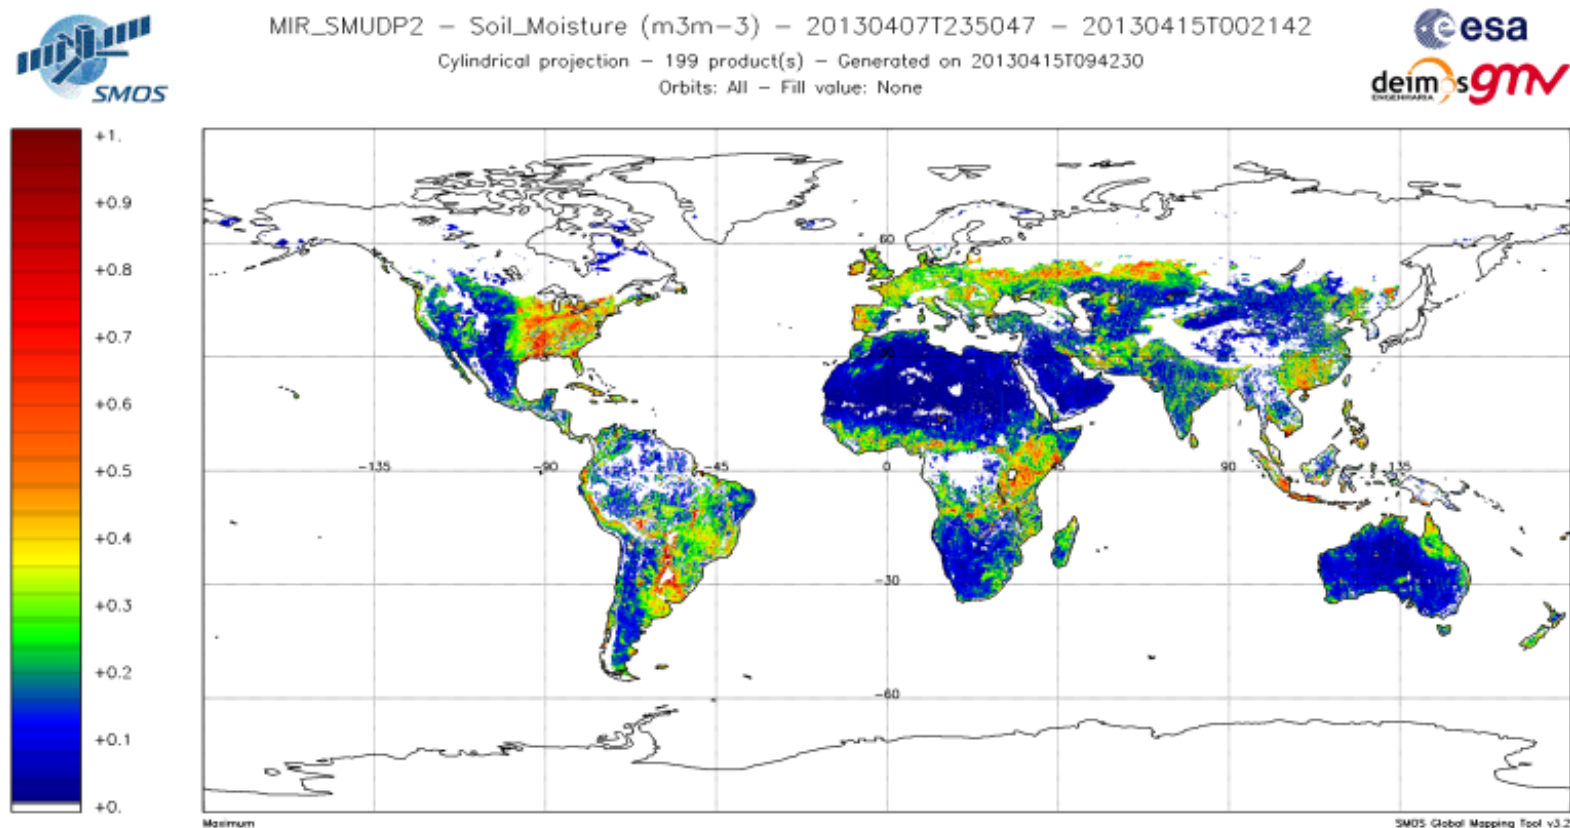 MIR_SMUDP2 - Soil_Moisture (m3m-3) - 20130407T235047 - 20130415T002142
Cylindrical projection - 199 product(s) - Generated on 20130415T094230
Orbits: All - Fill value: None
SMOS
esa
deimos
ENGENHARIA
gmv
+1.
+0.9
+0.8
+0.7
+0.6
+0.5
+0.4
+0.3
+0.2
+0.1
+0.
60
30
-135
-90
-45
0
45
90
135
-30
-60
Maximum
SMOS Global Mapping Tool v3.2